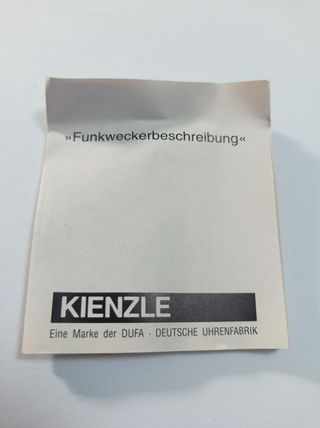 »Funkweckerbeschreibung«
KIENZLE
Eine Marke der DUFA · DEUTSCHE UHRENFABRIK